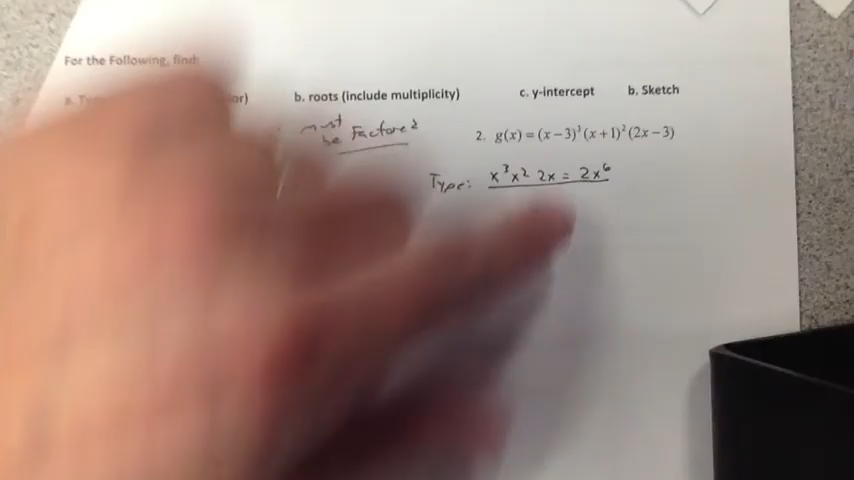 For the Following, find:
or) b. roots (include multiplicity) c. y-intercept b. Sketch
must be Factored
2. g(x) = (x − 3)³(x + 1)²(2x − 3)
Type: x³x² 2x = 2x⁶